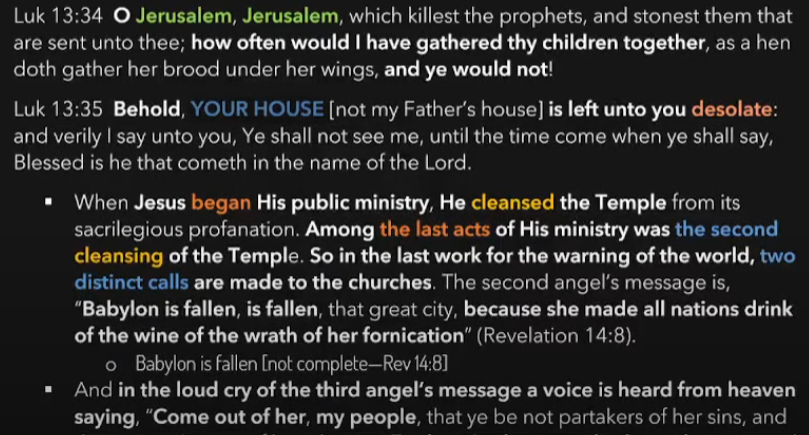 Luk 13:34 O Jerusalem, Jerusalem, which killest the prophets, and stonest them that
are sent unto thee; how often would I have gathered thy children together, as a hen
doth gather her brood under her wings, and ye would not!
Luk 13:35 Behold, YOUR HOUSE [not my Father's house] is left unto you desolate:
and verily I say unto you, Ye shall not see me, until the time come when ye shall say,
Blessed is he that cometh in the name of the Lord.
▪ When Jesus began His public ministry, He cleansed the Temple from its
sacrilegious profanation. Among the last acts of His ministry was the second
cleansing of the Temple. So in the last work for the warning of the world, two
distinct calls are made to the churches. The second angel's message is,
"Babylon is fallen, is fallen, that great city, because she made all nations drink
of the wine of the wrath of her fornication" (Revelation 14:8).
o Babylon is fallen [not complete—Rev 14:8]
▪ And in the loud cry of the third angel's message a voice is heard from heaven
saying, "Come out of her, my people, that ye be not partakers of her sins, and